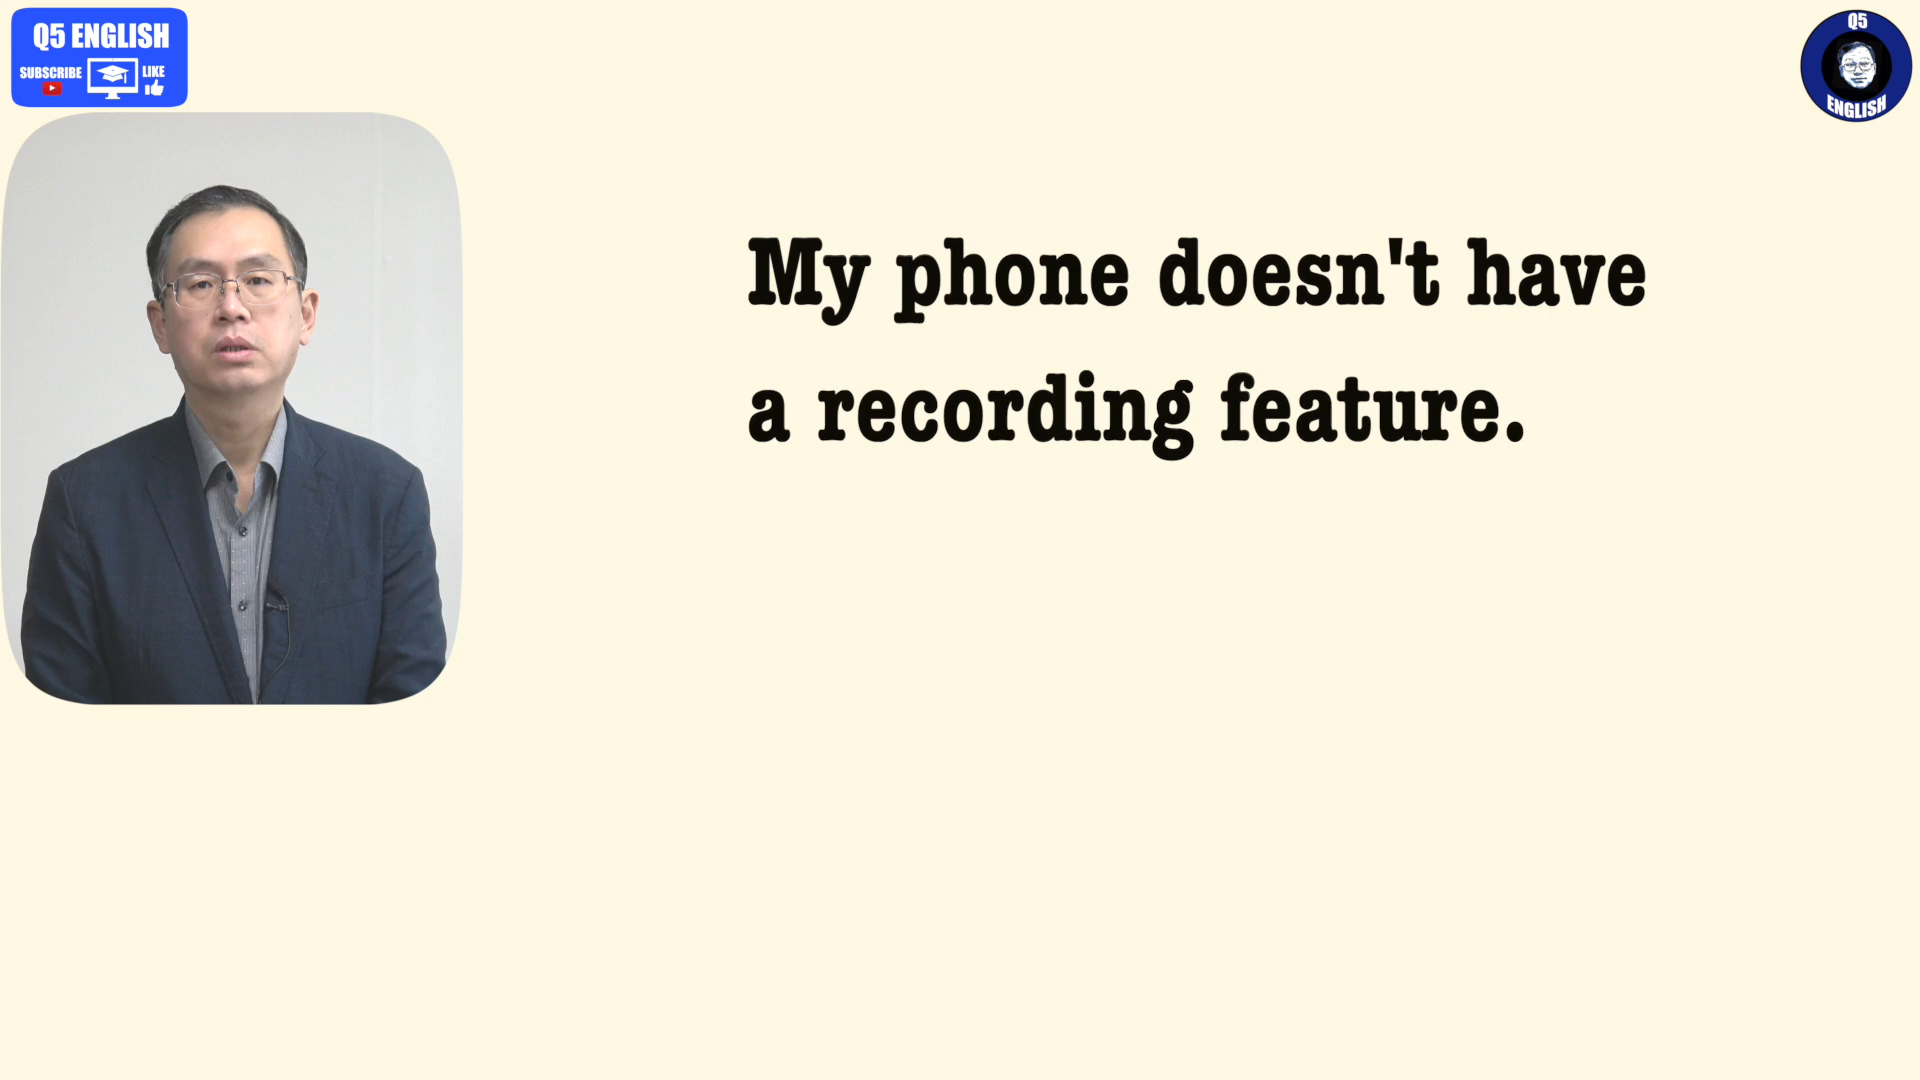 Q5 ENGLISH
SUBSCRIBE
LIKE
Q5
ENGLISH
My phone doesn't have
a recording feature.